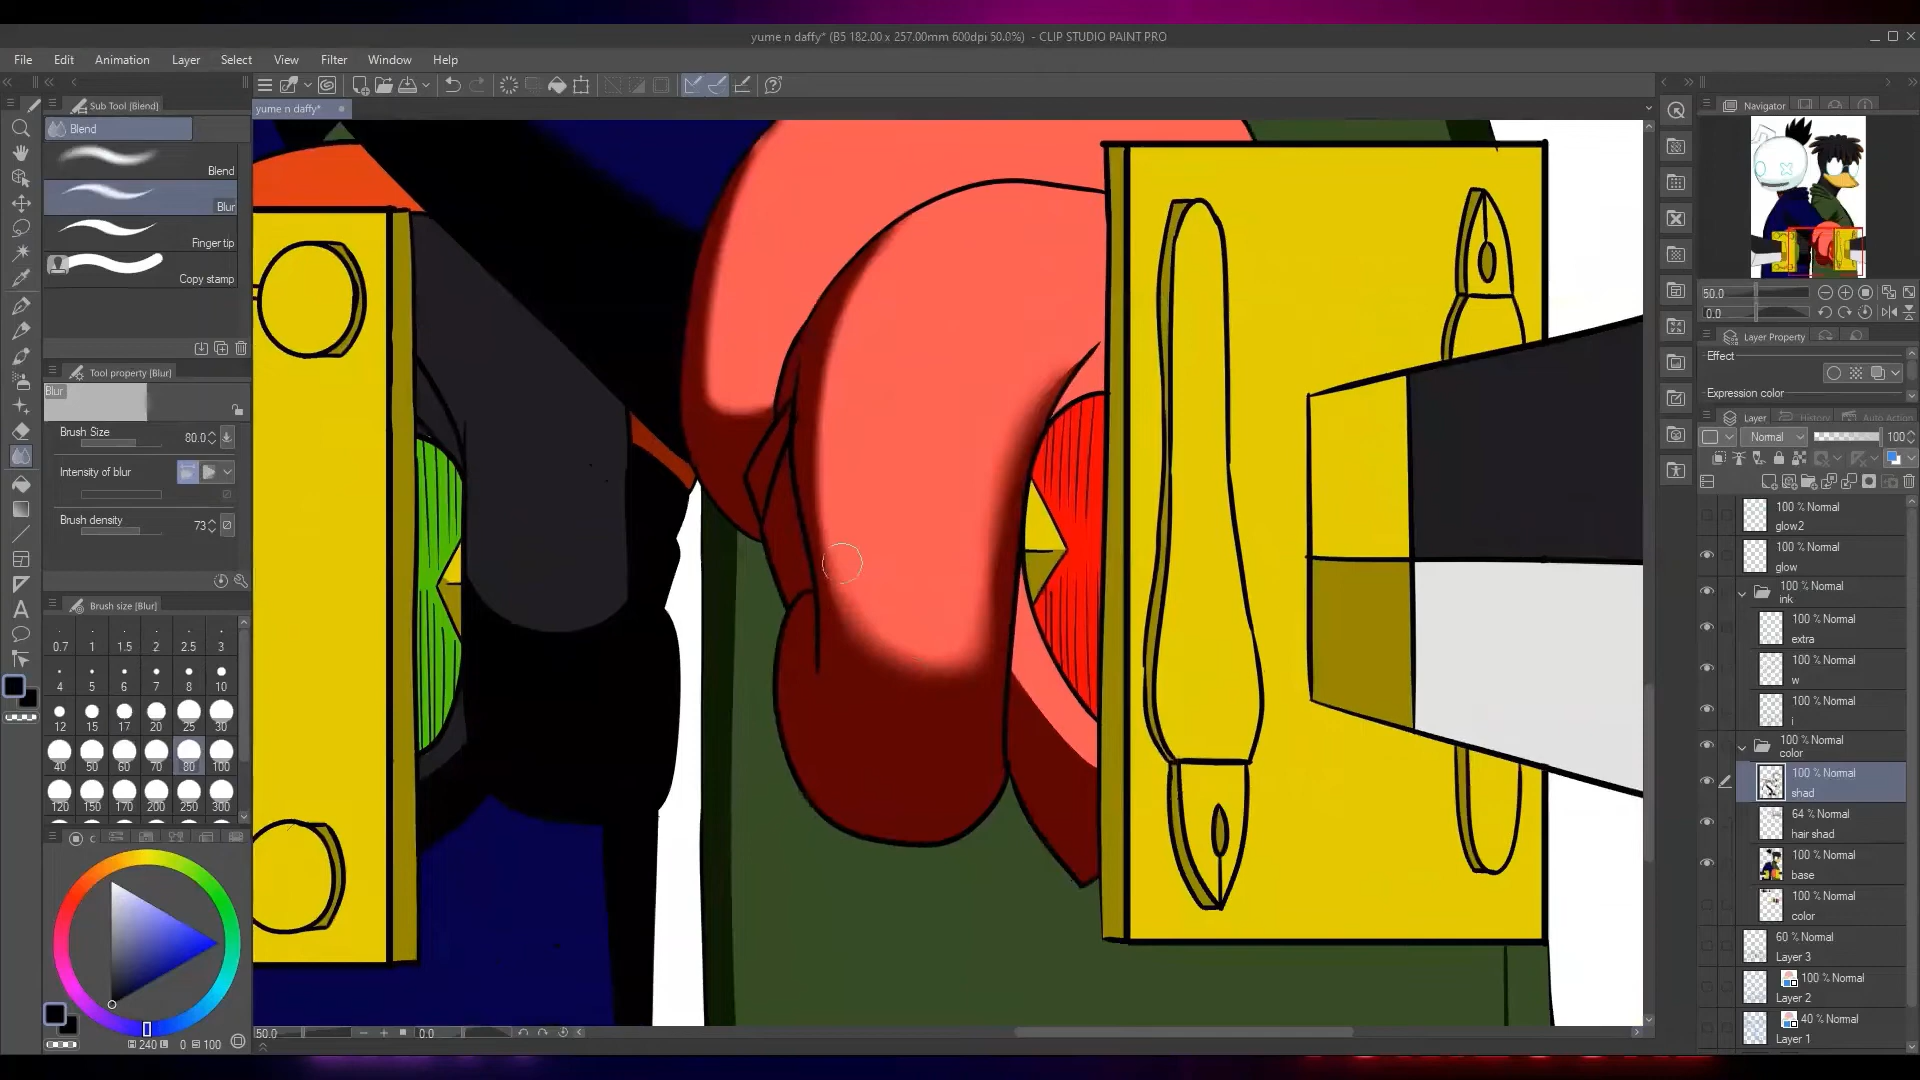 yume n daffy* (B5 182.00 x 257.00mm 600dpi 50.0%) - CLIP STUDIO PAINT PRO
File Edit Animation Layer Select View Filter Window Help
Sub Tool [Blend]
yume n daffy*
Navigator
Blend
Blend
Blur
Finger tip
Copy stamp
50.0
0.0
Layer Property
Effect
Expression color
Tool property [Blur]
Blur
Brush Size 80.0
Intensity of blur
Brush density 73
Layer History Auto Action
Normal 100
100 % Normal
glow2
100 % Normal
glow
100 % Normal
ink
100 % Normal
extra
100 % Normal
w
100 % Normal
i
100 % Normal
color
100 % Normal
shad
64 % Normal
hair shad
100 % Normal
base
100 % Normal
color
60 % Normal
Layer 3
100 % Normal
Layer 2
40 % Normal
Layer 1
Brush size [Blur]
0.7 1 1.5 2 2.5 3
4 5 6 7 8 10
12 15 17 20 25 30
40 50 60 70 80 100
120 150 170 200 250 300
C
240 0 100
50.0 0.0